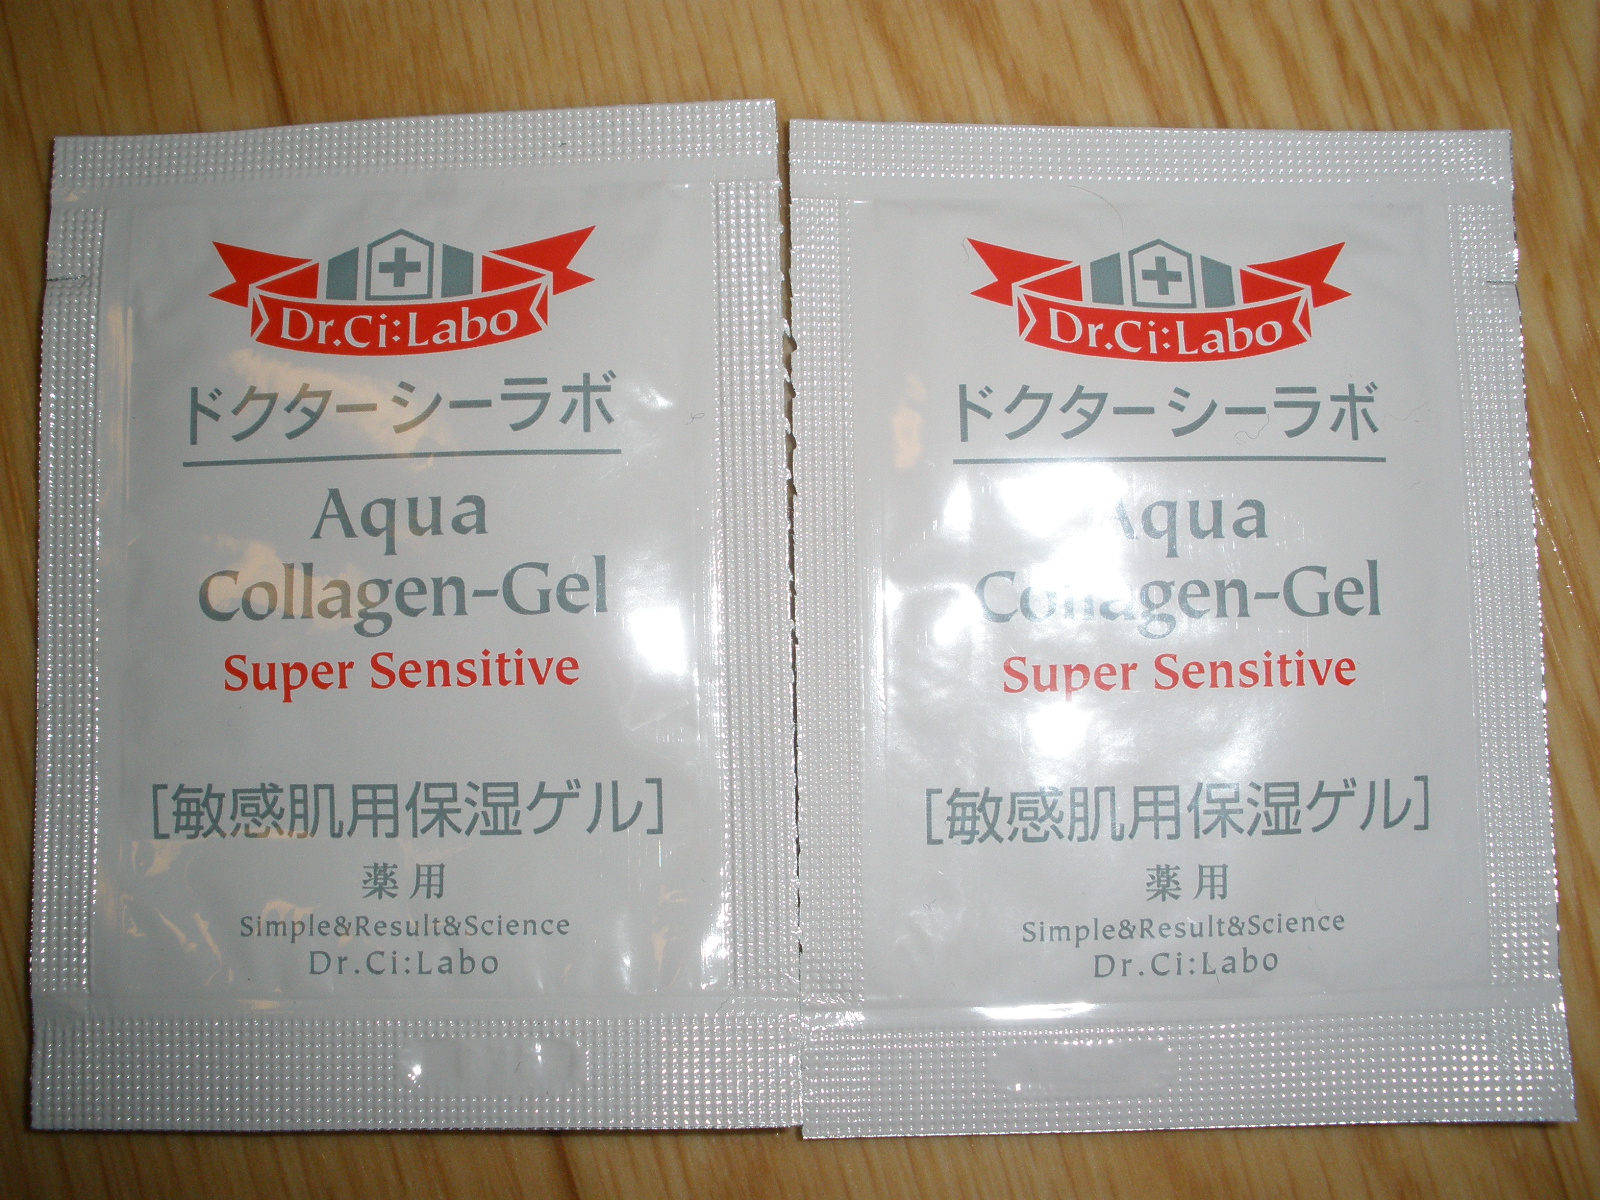 Dr.Ci:Labo
ドクターシーラボ
Aqua
Collagen-Gel
Super Sensitive
[敏感肌用保湿ゲル]
薬用
Simple&Result&Science
Dr.Ci:Labo
Dr.Ci:Labo
ドクターシーラボ
Aqua
Collagen-Gel
Super Sensitive
[敏感肌用保湿ゲル]
薬用
Simple&Result&Science
Dr.Ci:Labo